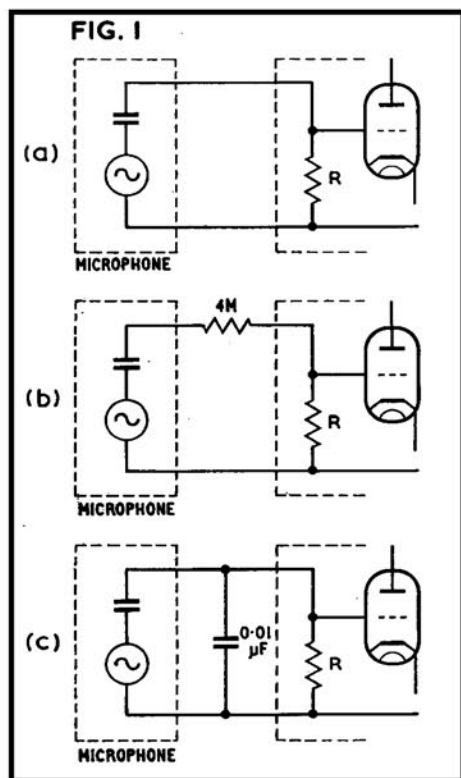 FIG. 1
(a)
R
MICROPHONE
4M
(b)
R
MICROPHONE
(c)
0·01
µF
R
MICROPHONE